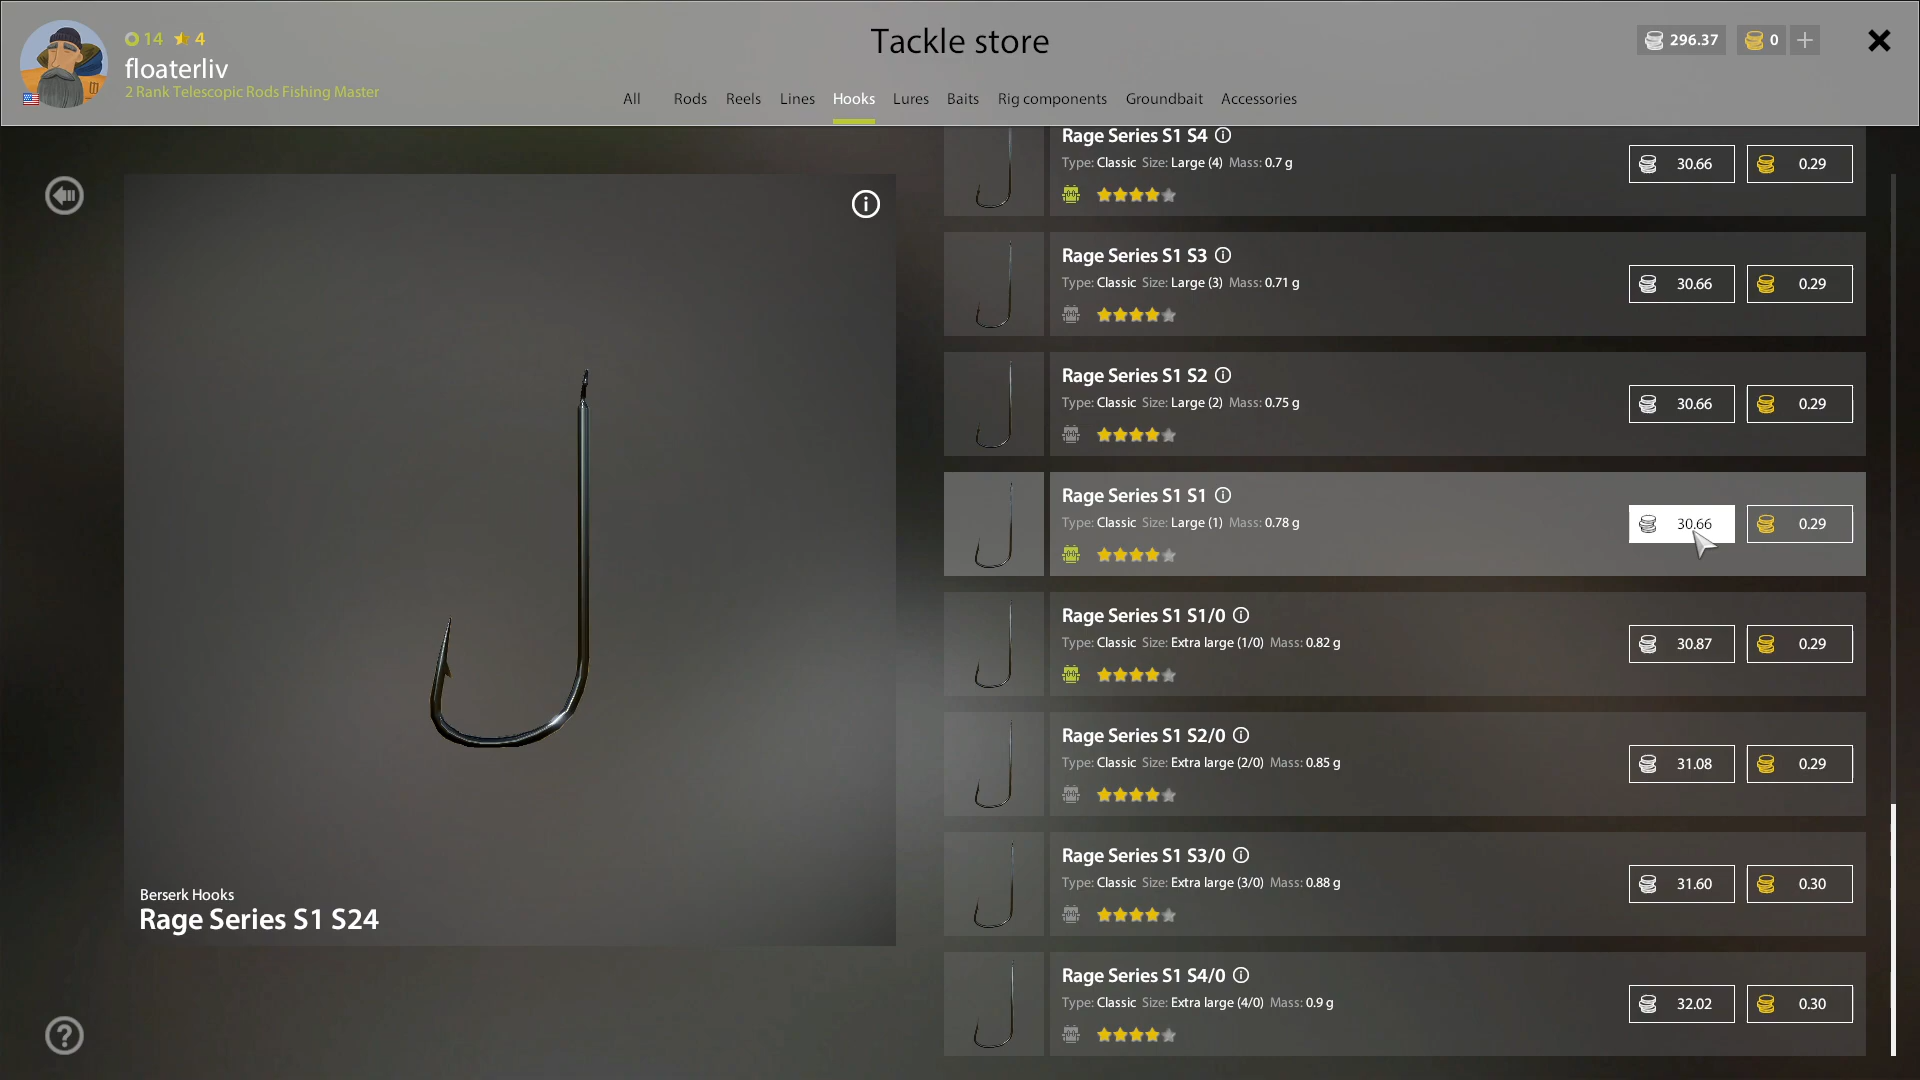 14 4
floaterliv
2 Rank Telescopic Rods Fishing Master
Tackle store
296.37 0 +
All Rods Reels Lines Hooks Lures Baits Rig components Groundbait Accessories
Rage Series S1 S4
Type: Classic Size: Large (4) Mass: 0.7 g
30.66 0.29
Rage Series S1 S3
Type: Classic Size: Large (3) Mass: 0.71 g
30.66 0.29
Rage Series S1 S2
Type: Classic Size: Large (2) Mass: 0.75 g
30.66 0.29
Rage Series S1 S1
Type: Classic Size: Large (1) Mass: 0.78 g
30.66 0.29
Rage Series S1 S1/0
Type: Classic Size: Extra large (1/0) Mass: 0.82 g
30.87 0.29
Rage Series S1 S2/0
Type: Classic Size: Extra large (2/0) Mass: 0.85 g
31.08 0.29
Rage Series S1 S3/0
Type: Classic Size: Extra large (3/0) Mass: 0.88 g
31.60 0.30
Rage Series S1 S4/0
Type: Classic Size: Extra large (4/0) Mass: 0.9 g
32.02 0.30
Berserk Hooks
Rage Series S1 S24
?